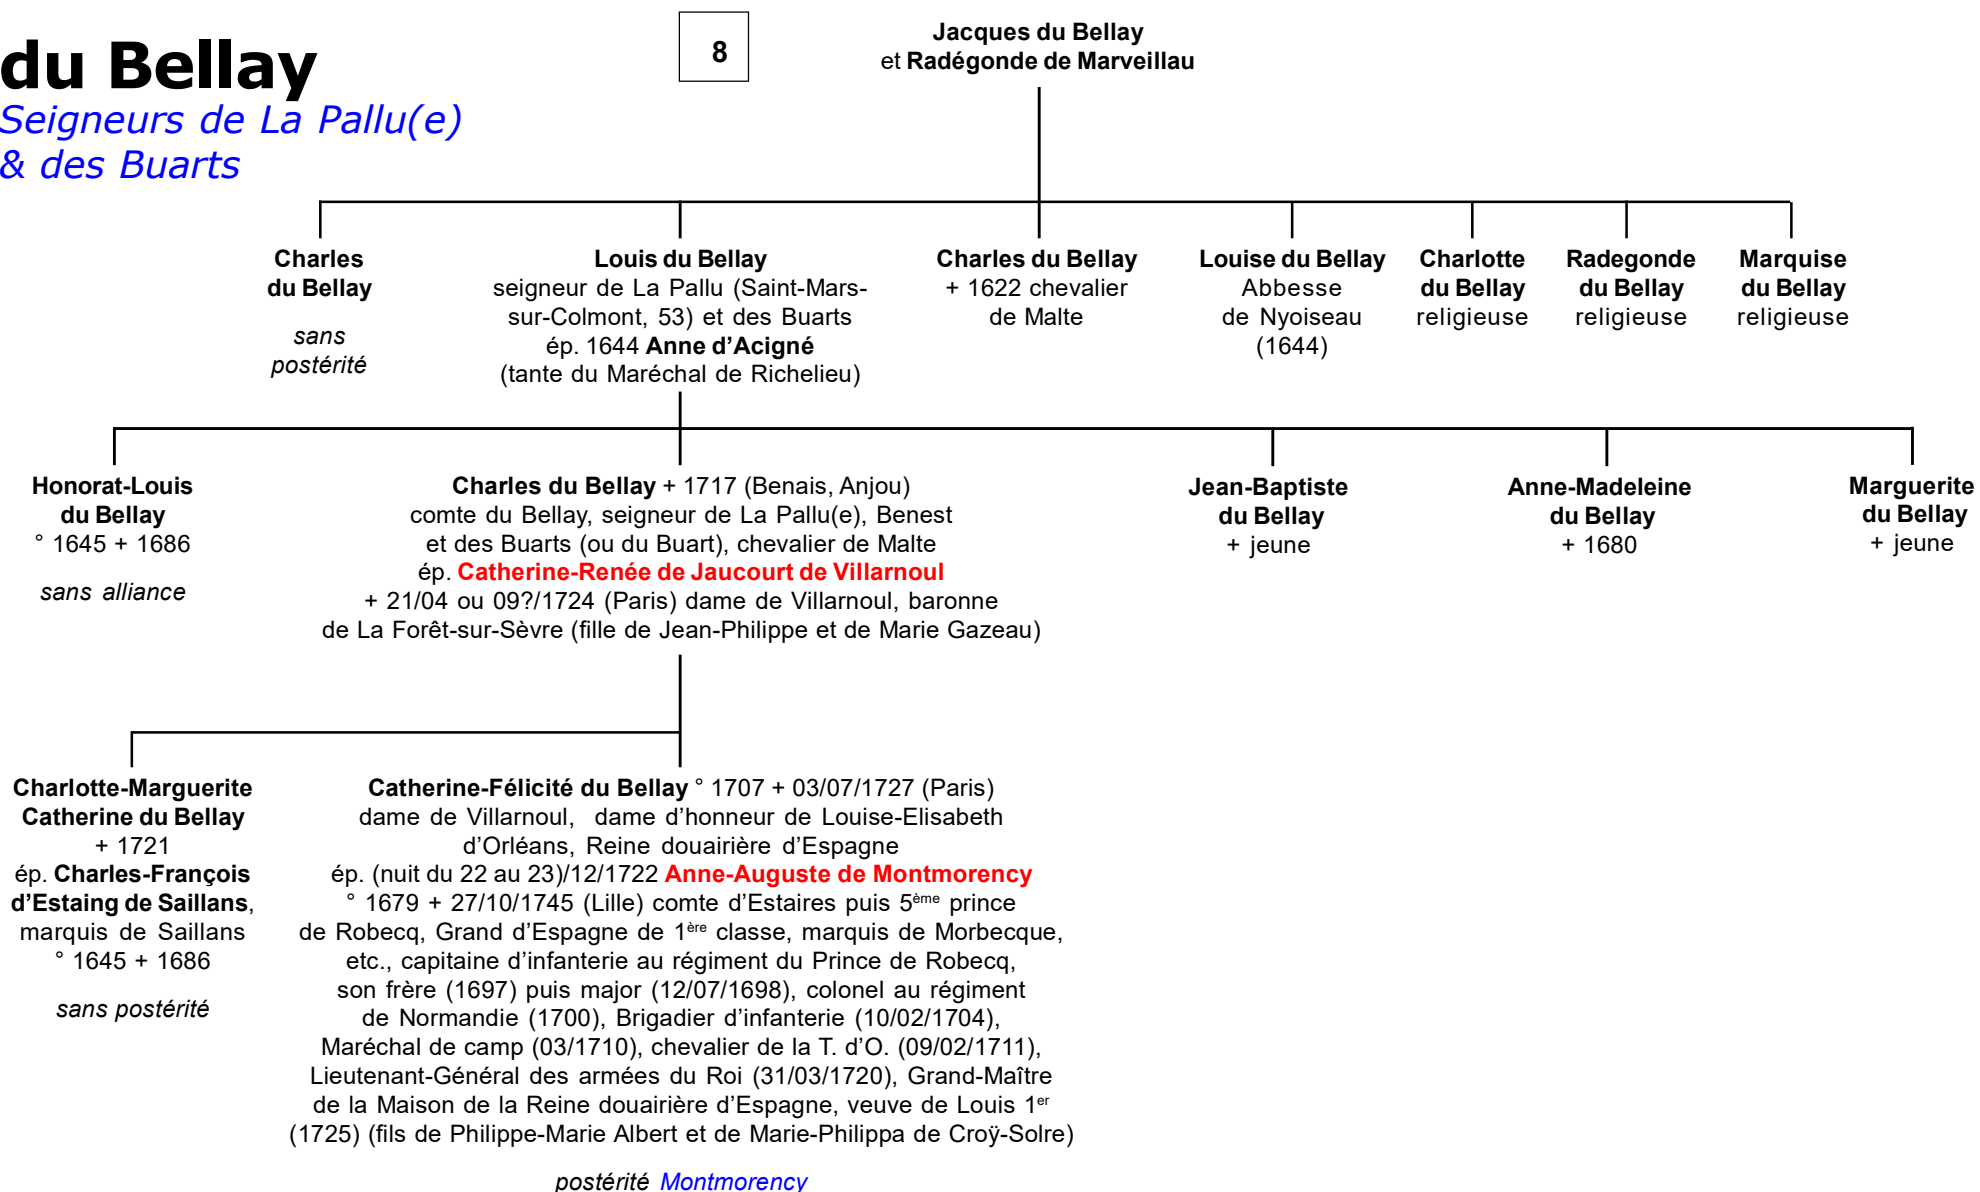 du Bellay
Seigneurs de La Pallu(e)
& des Buarts
8
Jacques du Bellay
et Radégonde de Marveillau
Charles
du Bellay
sans
postérité
Louis du Bellay
seigneur de La Pallu (Saint-Mars-
sur-Colmont, 53) et des Buarts
ép. 1644 Anne d’Acigné
(tante du Maréchal de Richelieu)
Charles du Bellay
+ 1622 chevalier
de Malte
Louise du Bellay
Abbesse
de Nyoiseau
(1644)
Charlotte
du Bellay
religieuse
Radegonde
du Bellay
religieuse
Marquise
du Bellay
religieuse
Honorat-Louis
du Bellay
° 1645 + 1686
sans alliance
Charles du Bellay + 1717 (Benais, Anjou)
comte du Bellay, seigneur de La Pallu(e), Benest
et des Buarts (ou du Buart), chevalier de Malte
ép. Catherine-Renée de Jaucourt de Villarnoul
+ 21/04 ou 09?/1724 (Paris) dame de Villarnoul, baronne
de La Forêt-sur-Sèvre (fille de Jean-Philippe et de Marie Gazeau)
Jean-Baptiste
du Bellay
+ jeune
Anne-Madeleine
du Bellay
+ 1680
Marguerite
du Bellay
+ jeune
Charlotte-Marguerite
Catherine du Bellay
+ 1721
ép. Charles-François
d’Estaing de Saillans,
marquis de Saillans
° 1645 + 1686
sans postérité
Catherine-Félicité du Bellay ° 1707 + 03/07/1727 (Paris)
dame de Villarnoul, dame d’honneur de Louise-Elisabeth
d’Orléans, Reine douairière d’Espagne
ép. (nuit du 22 au 23)/12/1722 Anne-Auguste de Montmorency
° 1679 + 27/10/1745 (Lille) comte d’Estaires puis 5ème prince
de Robecq, Grand d’Espagne de 1ère classe, marquis de Morbecque,
etc., capitaine d’infanterie au régiment du Prince de Robecq,
son frère (1697) puis major (12/07/1698), colonel au régiment
de Normandie (1700), Brigadier d’infanterie (10/02/1704),
Maréchal de camp (03/1710), chevalier de la T. d’O. (09/02/1711),
Lieutenant-Général des armées du Roi (31/03/1720), Grand-Maître
de la Maison de la Reine douairière d’Espagne, veuve de Louis 1er
(1725) (fils de Philippe-Marie Albert et de Marie-Philippa de Croÿ-Solre)
postérité Montmorency